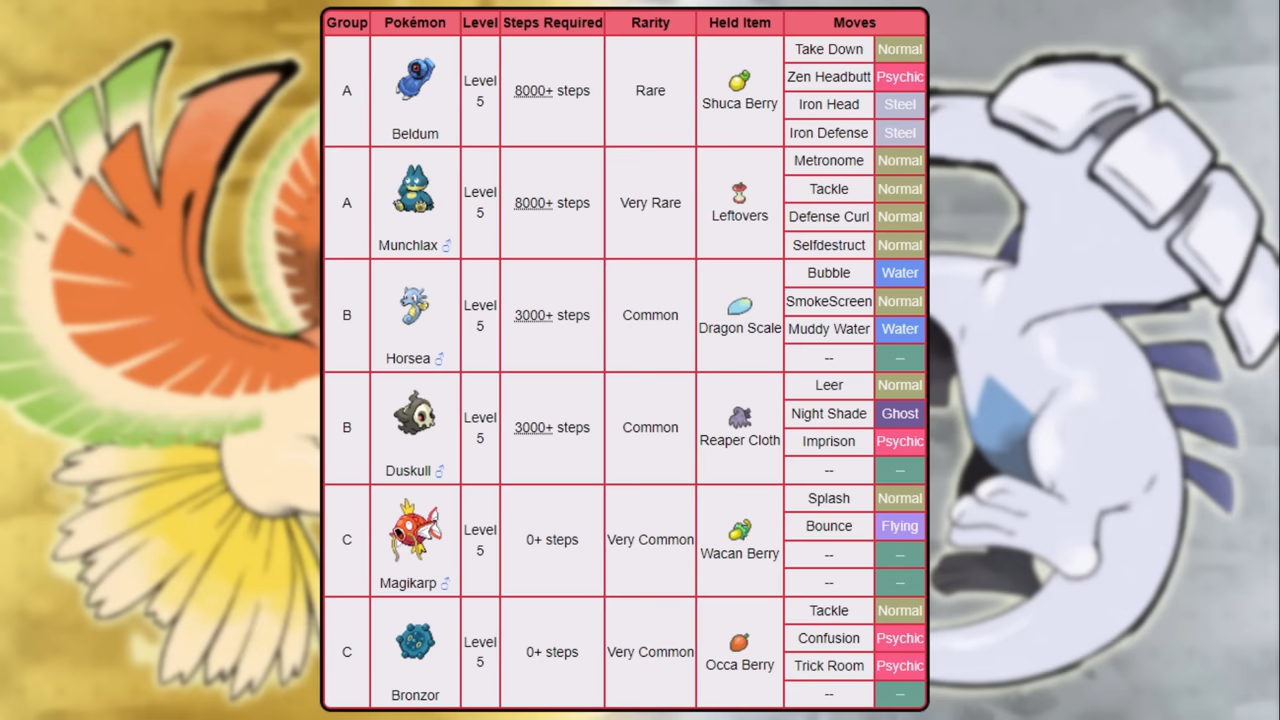 Group Pokémon Level Steps Required Rarity Held Item Moves
A Beldum ​Level 5 8000+ steps Rare Shuca Berry
Take Down Normal
Zen Headbutt Psychic
Iron Head Steel
Iron Defense Steel
A Munchlax ♂ Level 5 8000+ steps Very Rare Leftovers
Metronome Normal
Tackle Normal
Defense Curl Normal
Selfdestruct Normal
B Horsea ♂ Level 5 3000+ steps Common Dragon Scale
Bubble Water
SmokeScreen Normal
Muddy Water Water
-- --
B Duskull ♂ Level 5 3000+ steps Common Reaper Cloth
Leer Normal
Night Shade Ghost
Imprison Psychic
-- --
C Magikarp ♂ Level 5 0+ steps Very Common Wacan Berry
Splash Normal
Bounce Flying
-- --
-- --
C Bronzor Level 5 0+ steps Very Common Occa Berry
Tackle Normal
Confusion Psychic
Trick Room Psychic
-- --